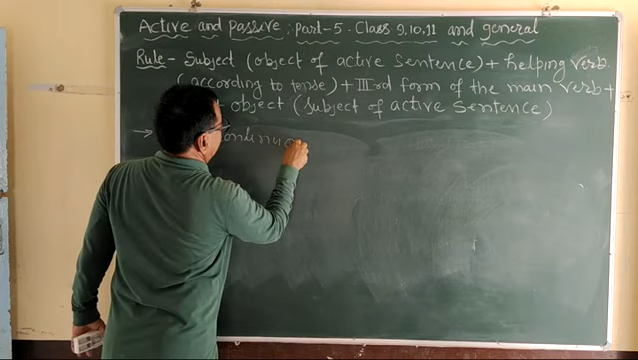 Active and passive : Part-5. Class 9,10,11 and general
Rule - Subject (object of active sentence) + helping verb.
(according to tense) + IIIrd form of the main verb +
object (subject of active sentence)
→